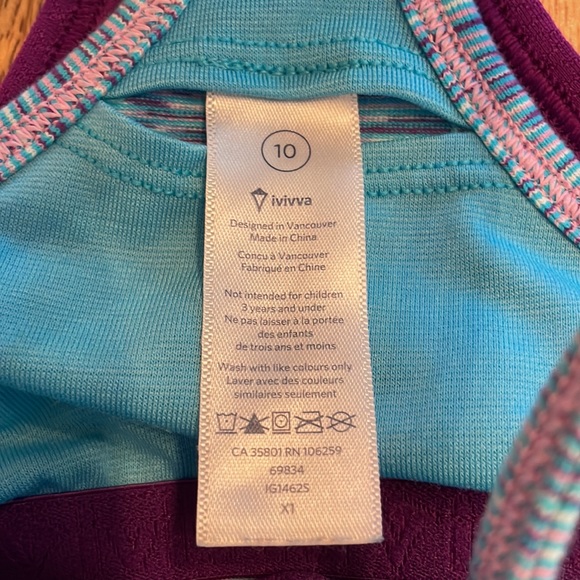 10
ivivva
Designed in Vancouver
Made in China
Conçu à Vancouver
Fabriqué en Chine
Not intended for children
3 years and under
Ne pas laisser à la portée
des enfants
de trois ans et moins
Wash with like colours only
Laver avec des couleurs
similaires seulement
CA 35801 RN 106259
69834
IG1462S
X1